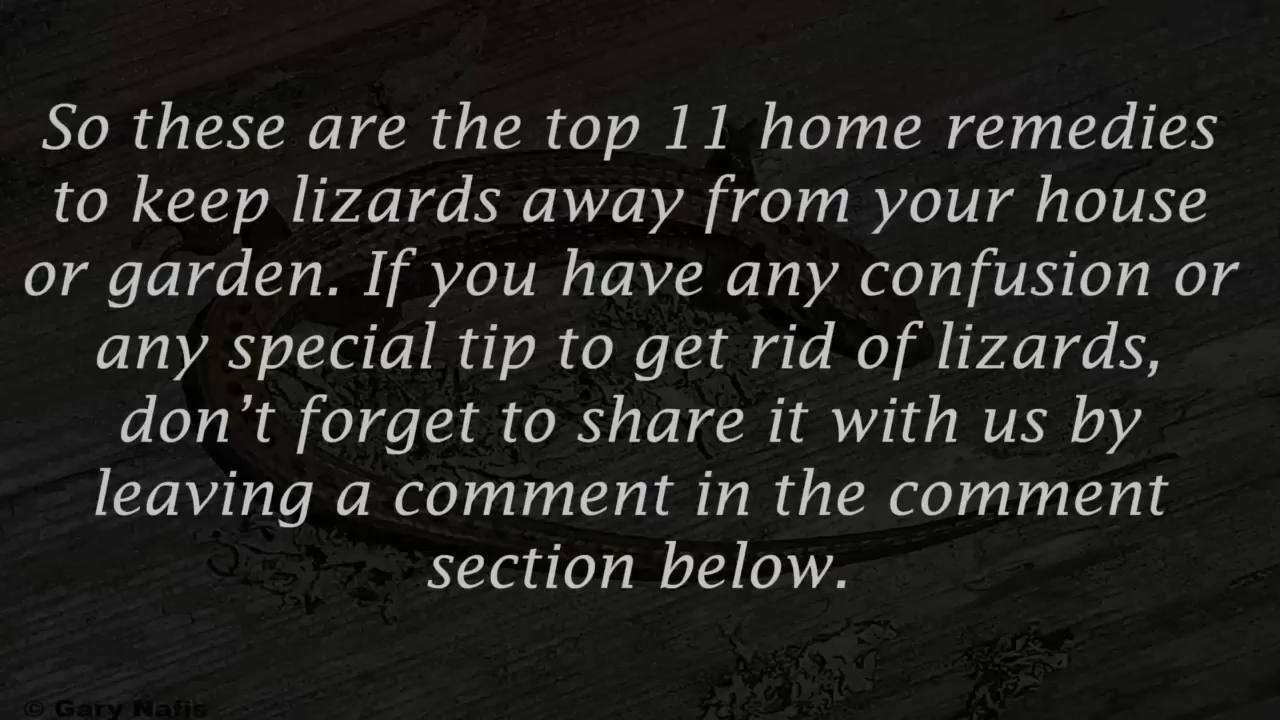 So these are the top 11 home remedies
to keep lizards away from your house
or garden. If you have any confusion or
any special tip to get rid of lizards,
don’t forget to share it with us by
leaving a comment in the comment
section below.
© Gary Nafis